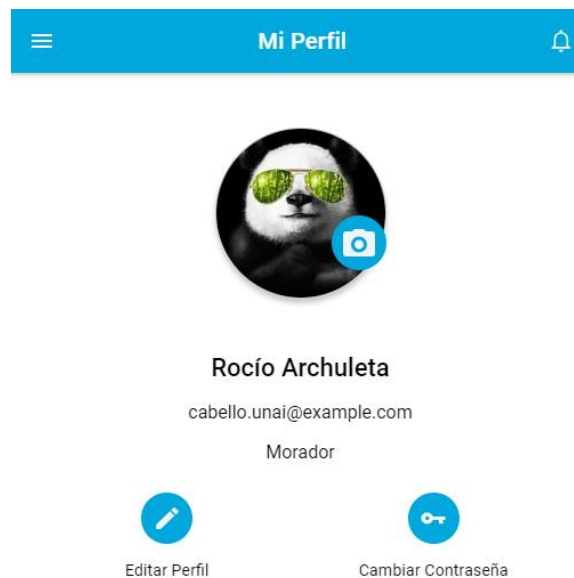 Mi Perfil
Rocío Archuleta
cabello.unai@example.com
Morador
Editar Perfil
Cambiar Contraseña